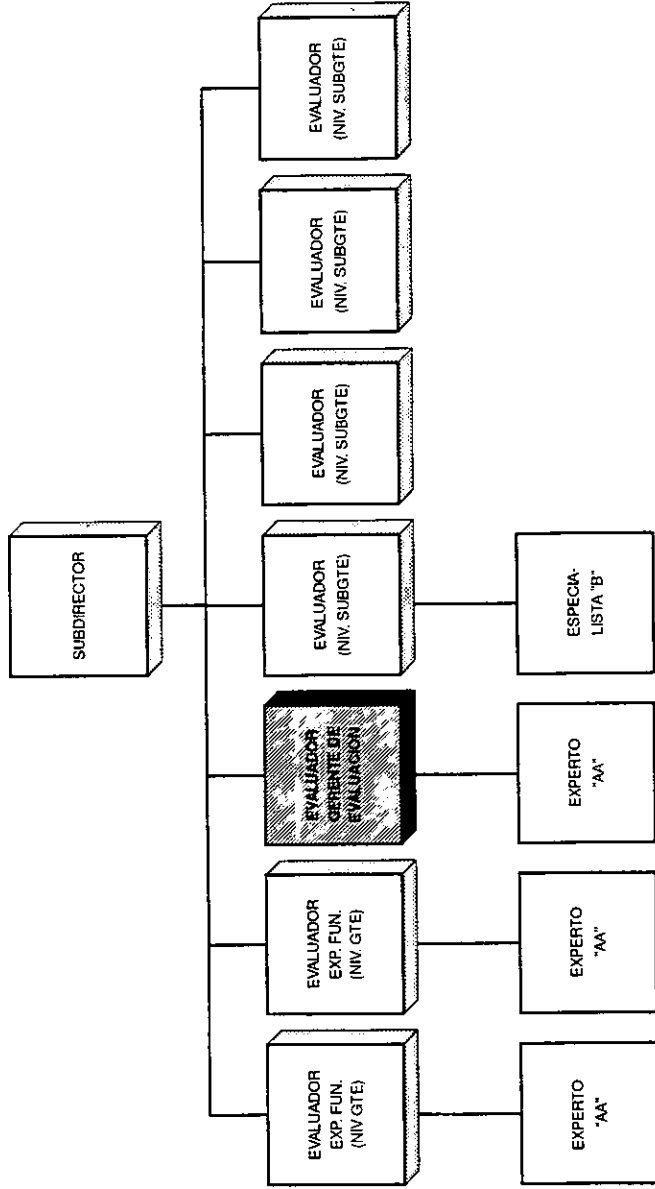 SUBDIRECTOR
EVALUADOR
EXP. FUN.
(NIV GTE)
EVALUADOR
EXP. FUN.
(NIV. GTE)
EVALUADOR
GERENTE DE
EVALUACION
EVALUADOR
(NIV. SUBGTE)
EVALUADOR
(NIV. SUBGTE)
EVALUADOR
(NIV. SUBGTE)
EVALUADOR
(NIV. SUBGTE)
EXPERTO
"AA"
EXPERTO
"AA"
EXPERTO
"AA"
ESPECIA-
LISTA "B"